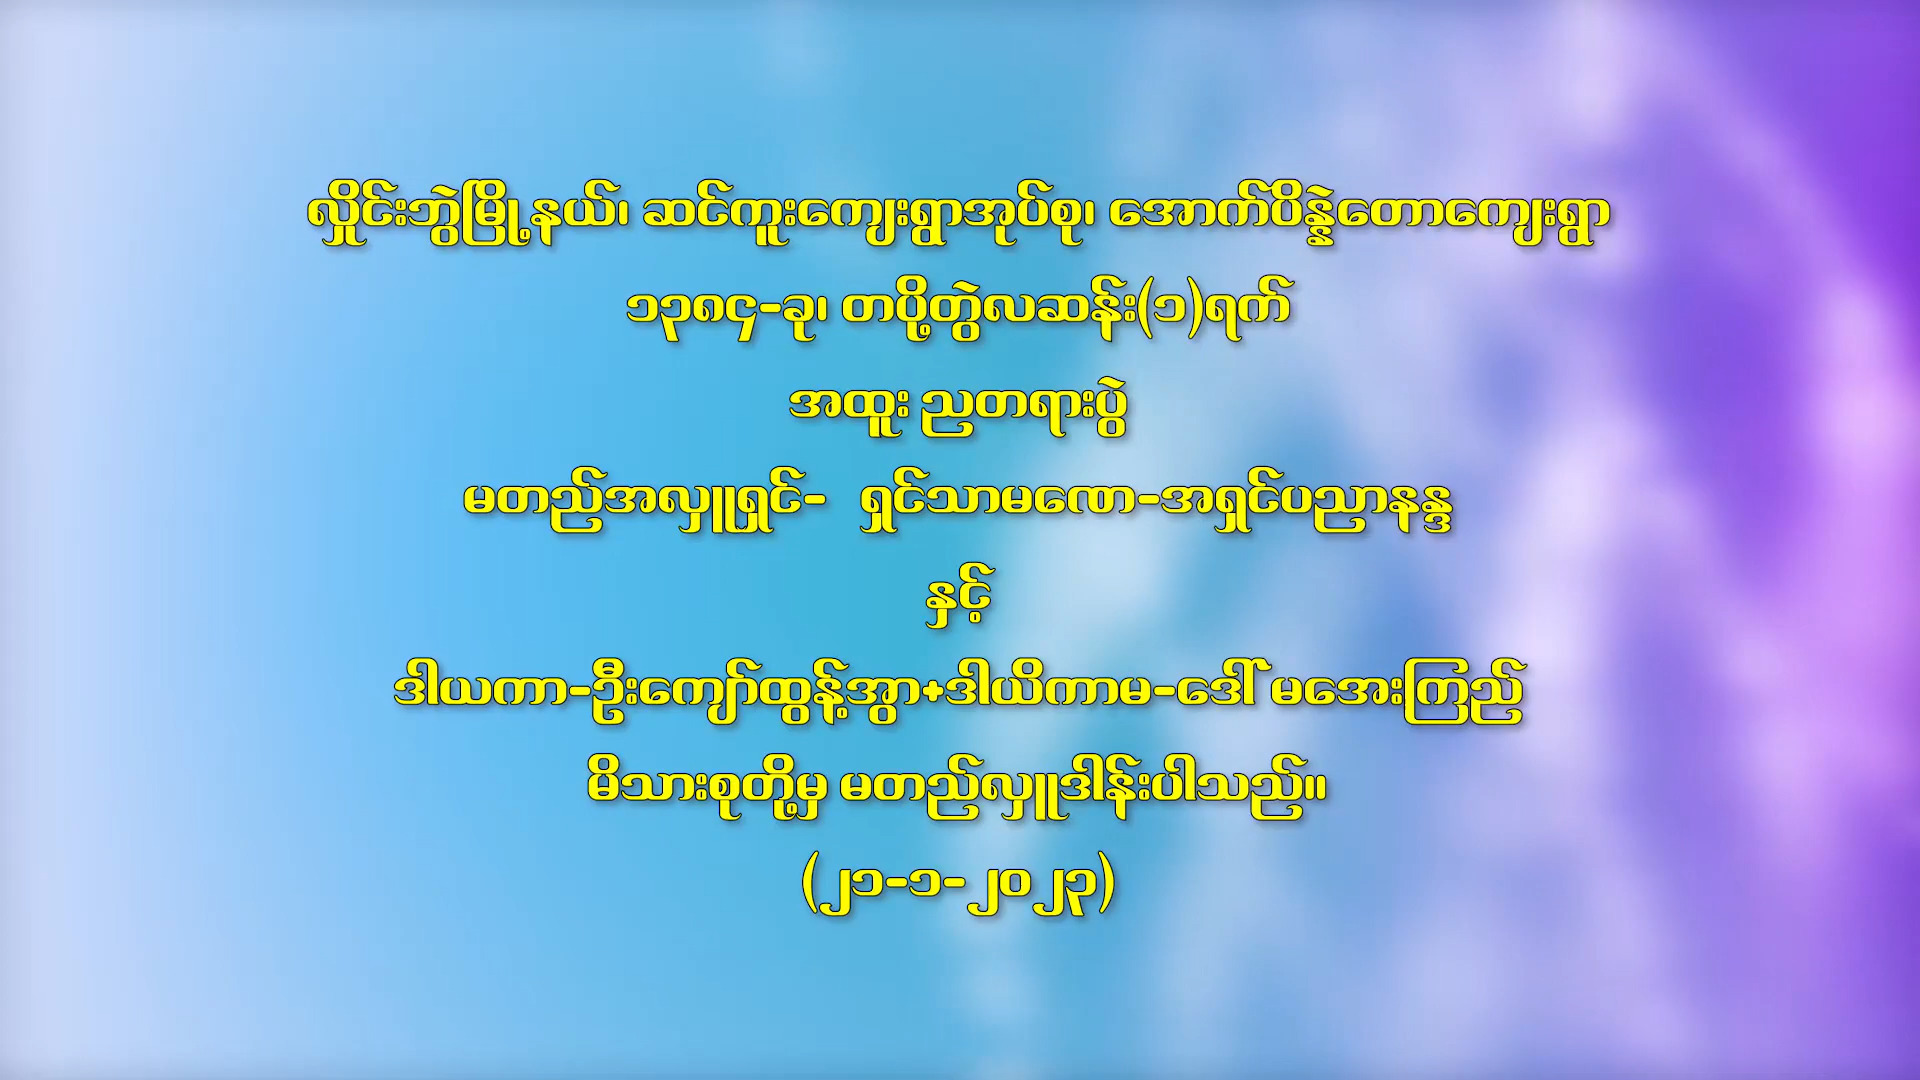 လှိုင်းဘွဲမြို့နယ်၊ ဆင်ကူးကျေးရွာအုပ်စု၊ အောက်ပိန္နဲတောကျေးရွာ
၁၃၈၄-ခု၊ တပို့တွဲလဆန်း(၁)ရက်
အထူး ညတရားပွဲ
မတည်အလှူရှင်- ရှင်သာမဏေ-အရှင်ပညာနန္ဒ
နှင့်
ဒါယကာ-ဦးကျော်ထွန့်အွာ+ဒါယိကာမ-ဒေါ်မအေးကြည်
မိသားစုတို့မှ မတည်လှူဒါန်းပါသည်။
(၂၁-၁-၂၀၂၃)